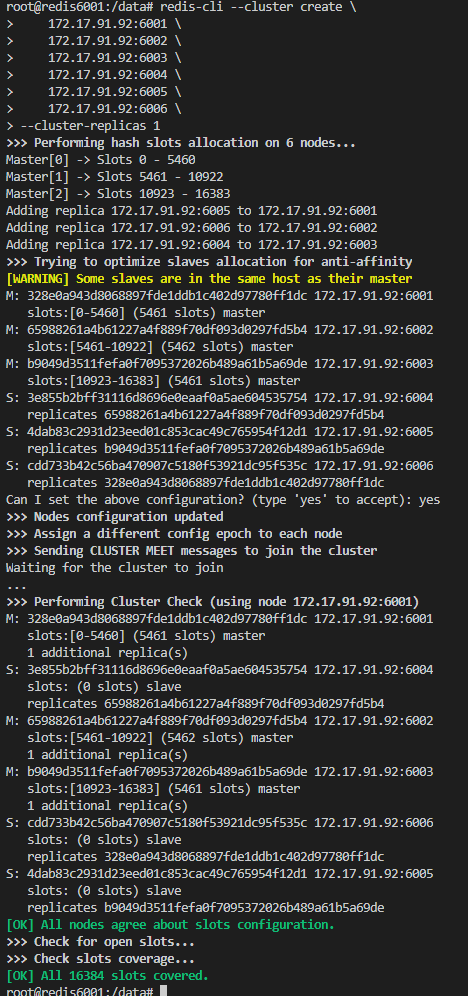 root@redis6001:/data# redis-cli --cluster create \
>     172.17.91.92:6001 \
>     172.17.91.92:6002 \
>     172.17.91.92:6003 \
>     172.17.91.92:6004 \
>     172.17.91.92:6005 \
>     172.17.91.92:6006 \
> --cluster-replicas 1
>>> Performing hash slots allocation on 6 nodes...
Master[0] -> Slots 0 - 5460
Master[1] -> Slots 5461 - 10922
Master[2] -> Slots 10923 - 16383
Adding replica 172.17.91.92:6005 to 172.17.91.92:6001
Adding replica 172.17.91.92:6006 to 172.17.91.92:6002
Adding replica 172.17.91.92:6004 to 172.17.91.92:6003
>>> Trying to optimize slaves allocation for anti-affinity
[WARNING] Some slaves are in the same host as their master
M: 328e0a943d8068897fde1ddb1c402d97780ff1dc 172.17.91.92:6001
   slots:[0-5460] (5461 slots) master
M: 65988261a4b61227a4f889f70df093d0297fd5b4 172.17.91.92:6002
   slots:[5461-10922] (5462 slots) master
M: b9049d3511fefa0f7095372026b489a61b5a69de 172.17.91.92:6003
   slots:[10923-16383] (5461 slots) master
S: 3e855b2bff31116d8696e0eaaf0a5ae604535754 172.17.91.92:6004
   replicates 65988261a4b61227a4f889f70df093d0297fd5b4
S: 4dab83c2931d23eed01c853cac49c765954f12d1 172.17.91.92:6005
   replicates b9049d3511fefa0f7095372026b489a61b5a69de
S: cdd733b42c56ba470907c5180f53921dc95f535c 172.17.91.92:6006
   replicates 328e0a943d8068897fde1ddb1c402d97780ff1dc
Can I set the above configuration? (type 'yes' to accept): yes
>>> Nodes configuration updated
>>> Assign a different config epoch to each node
>>> Sending CLUSTER MEET messages to join the cluster
Waiting for the cluster to join
...
>>> Performing Cluster Check (using node 172.17.91.92:6001)
M: 328e0a943d8068897fde1ddb1c402d97780ff1dc 172.17.91.92:6001
   slots:[0-5460] (5461 slots) master
   1 additional replica(s)
S: 3e855b2bff31116d8696e0eaaf0a5ae604535754 172.17.91.92:6004
   slots: (0 slots) slave
   replicates 65988261a4b61227a4f889f70df093d0297fd5b4
M: 65988261a4b61227a4f889f70df093d0297fd5b4 172.17.91.92:6002
   slots:[5461-10922] (5462 slots) master
   1 additional replica(s)
M: b9049d3511fefa0f7095372026b489a61b5a69de 172.17.91.92:6003
   slots:[10923-16383] (5461 slots) master
   1 additional replica(s)
S: cdd733b42c56ba470907c5180f53921dc95f535c 172.17.91.92:6006
   slots: (0 slots) slave
   replicates 328e0a943d8068897fde1ddb1c402d97780ff1dc
S: 4dab83c2931d23eed01c853cac49c765954f12d1 172.17.91.92:6005
   slots: (0 slots) slave
   replicates b9049d3511fefa0f7095372026b489a61b5a69de
[OK] All nodes agree about slots configuration.
>>> Check for open slots...
>>> Check slots coverage...
[OK] All 16384 slots covered.
root@redis6001:/data#